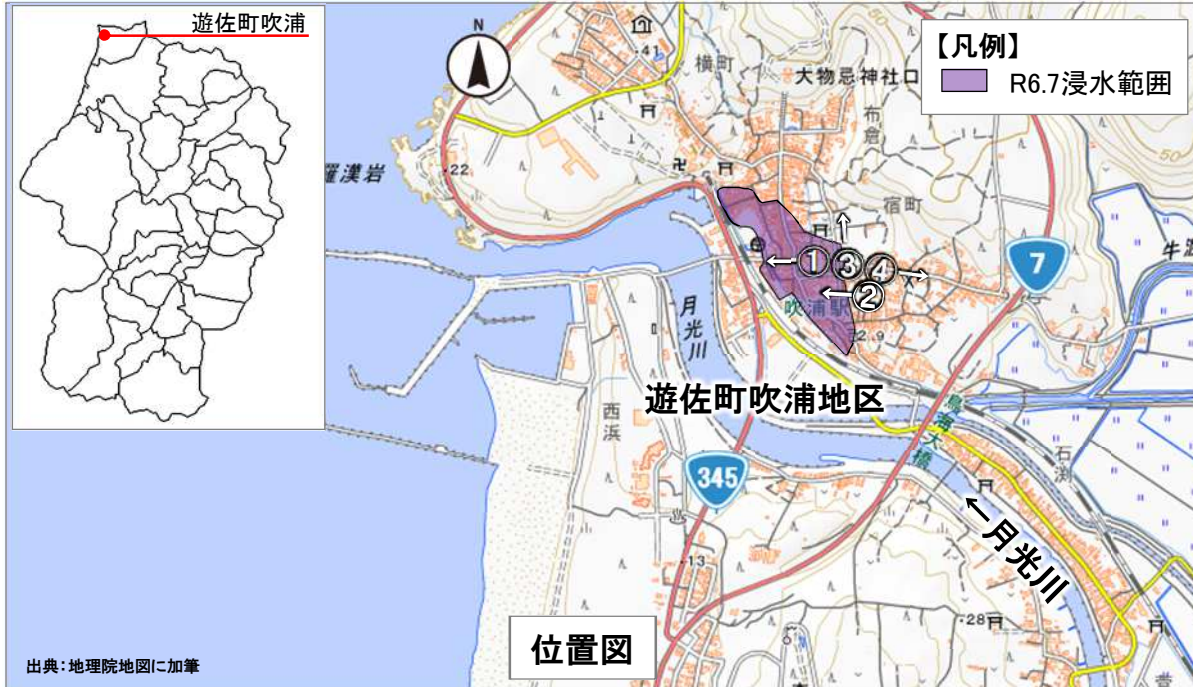 遊佐町吹浦
N
【凡例】
R6.7浸水範囲
41
横町
大物忌神社口
布倉
50
羅漢岩
22
宿町
7
牛渡
①
③
④
②
吹浦駅
2.9
月光川
遊佐町吹浦地区
鳥海大橋
西浜
石渕
345
←月光川
13
28
位置図
出典：地理院地図に加筆